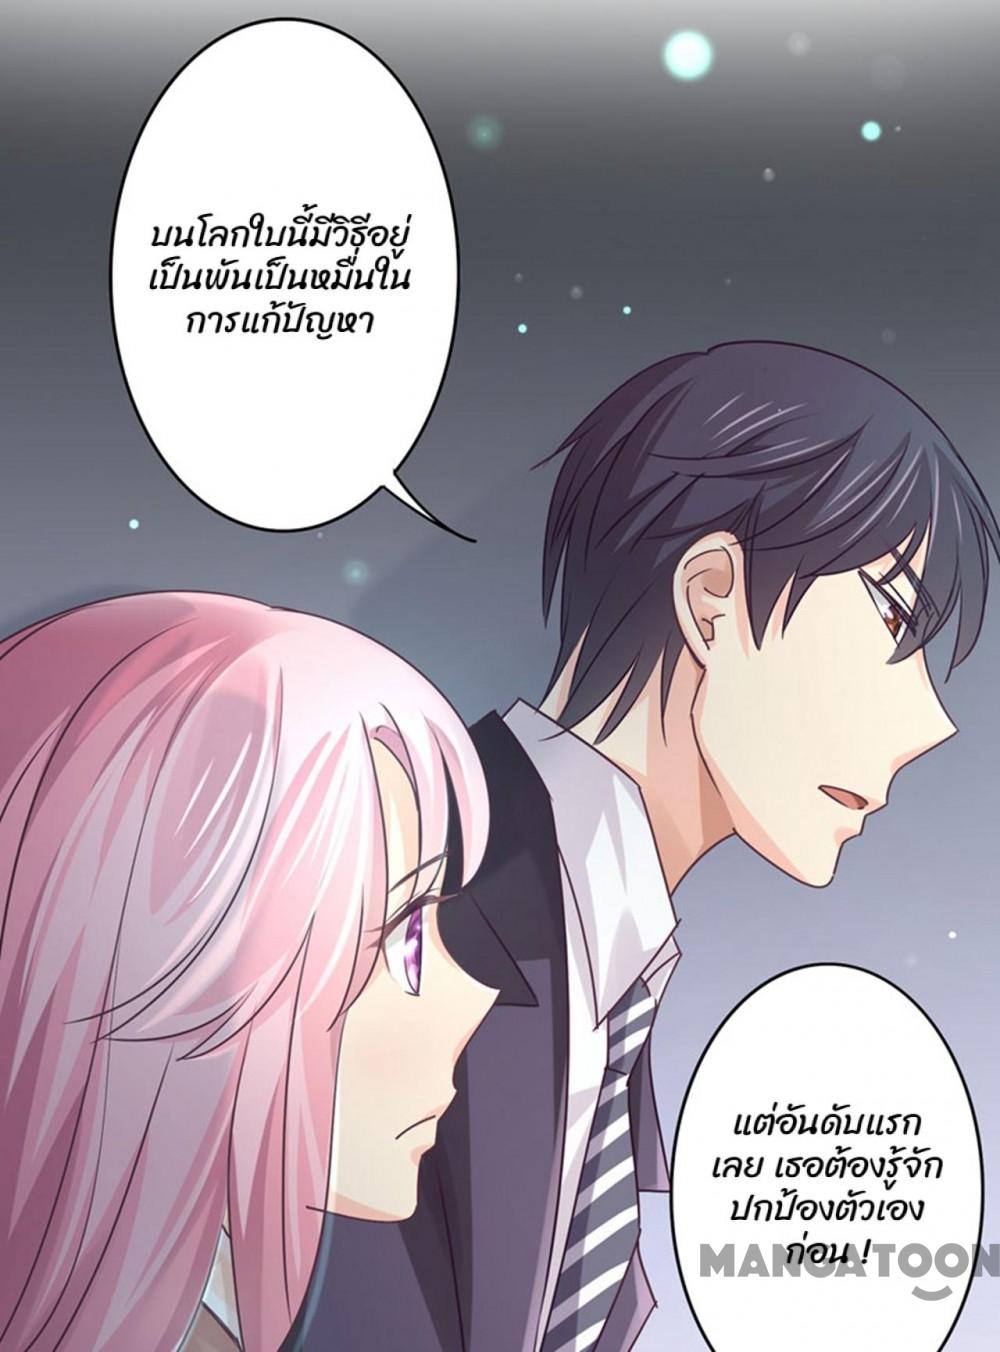 บนโลกใบนี้มีวิธีอยู่
เป็นพันเป็นหมื่นใน
การแก้ปัญหา
แต่อันดับแรก
เลย เธอต้องรู้จัก
ปกป้องตัวเอง
ก่อน !
MANGATOON